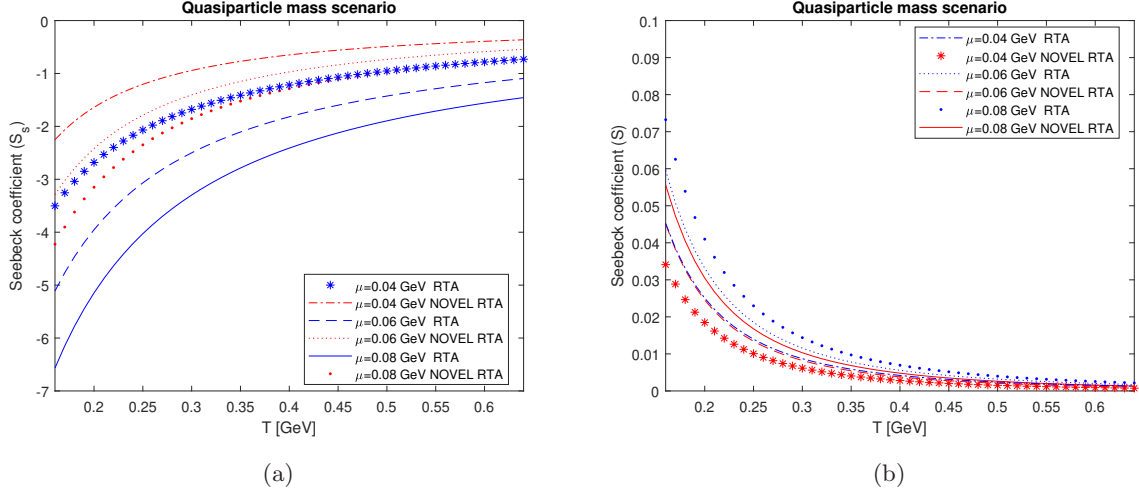 Quasiparticle mass scenario
Seebeck coefficient (Sₛ)
0
-1
-2
-3
-4
-5
-6
-7
μ=0.04 GeV RTA
μ=0.04 GeV NOVEL RTA
μ=0.06 GeV RTA
μ=0.06 GeV NOVEL RTA
μ=0.08 GeV RTA
μ=0.08 GeV NOVEL RTA
0.2 0.25 0.3 0.35 0.4 0.45 0.5 0.55 0.6
T [GeV]
(a)
Quasiparticle mass scenario
Seebeck coefficient (S)
0.1
0.09
0.08
0.07
0.06
0.05
0.04
0.03
0.02
0.01
0
μ=0.04 GeV RTA
μ=0.04 GeV NOVEL RTA
μ=0.06 GeV RTA
μ=0.06 GeV NOVEL RTA
μ=0.08 GeV RTA
μ=0.08 GeV NOVEL RTA
0.2 0.25 0.3 0.35 0.4 0.45 0.5 0.55 0.6
T [GeV]
(b)